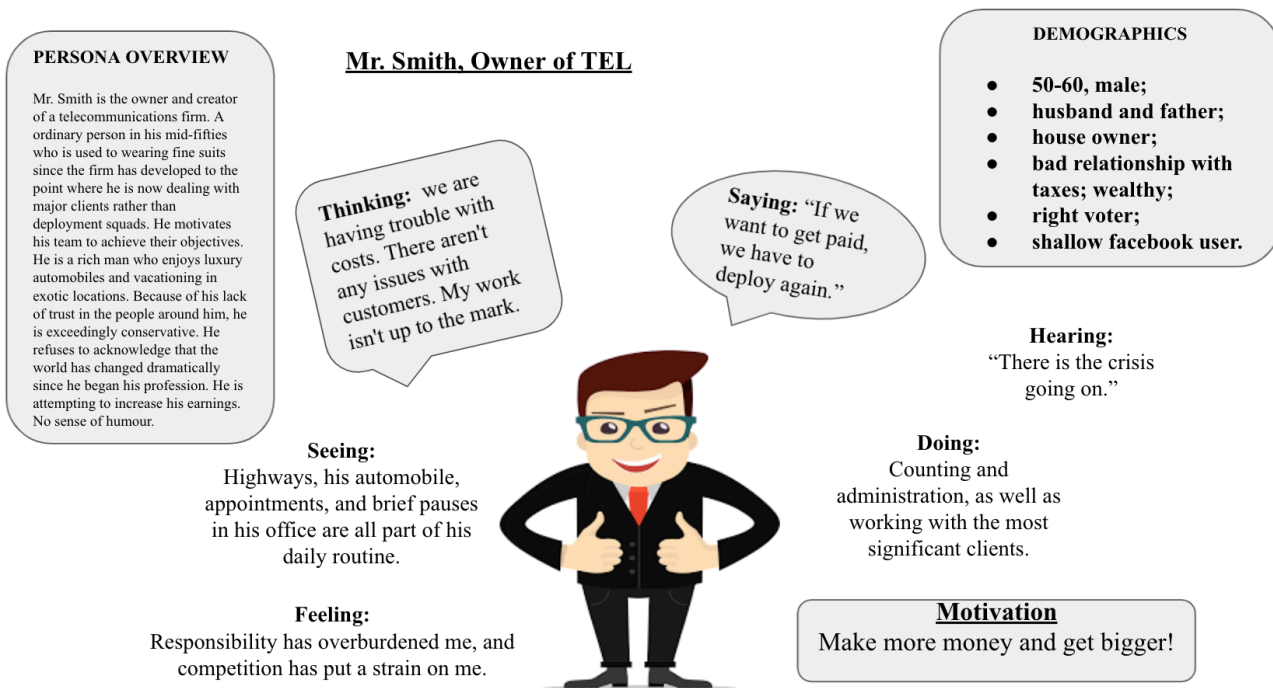 PERSONA OVERVIEW
Mr. Smith is the owner and creator
of a telecommunications firm. A
ordinary person in his mid-fifties
who is used to wearing fine suits
since the firm has developed to the
point where he is now dealing with
major clients rather than
deployment squads. He motivates
his team to achieve their objectives.
He is a rich man who enjoys luxury
automobiles and vacationing in
exotic locations. Because of his lack
of trust in the people around him, he
is exceedingly conservative. He
refuses to acknowledge that the
world has changed dramatically
since he began his profession. He is
attempting to increase his earnings.
No sense of humour.
Mr. Smith, Owner of TEL
DEMOGRAPHICS
● 50-60, male;
● husband and father;
● house owner;
● bad relationship with
taxes; wealthy;
● right voter;
● shallow facebook user.
Thinking: we are
having trouble with
costs. There aren't
any issues with
customers. My work
isn't up to the mark.
Saying: “If we
want to get paid,
we have to
deploy again.”
Hearing:
“There is the crisis
going on.”
Seeing:
Highways, his automobile,
appointments, and brief pauses
in his office are all part of his
daily routine.
Doing:
Counting and
administration, as well as
working with the most
significant clients.
Feeling:
Responsibility has overburdened me, and
competition has put a strain on me.
Motivation
Make more money and get bigger!